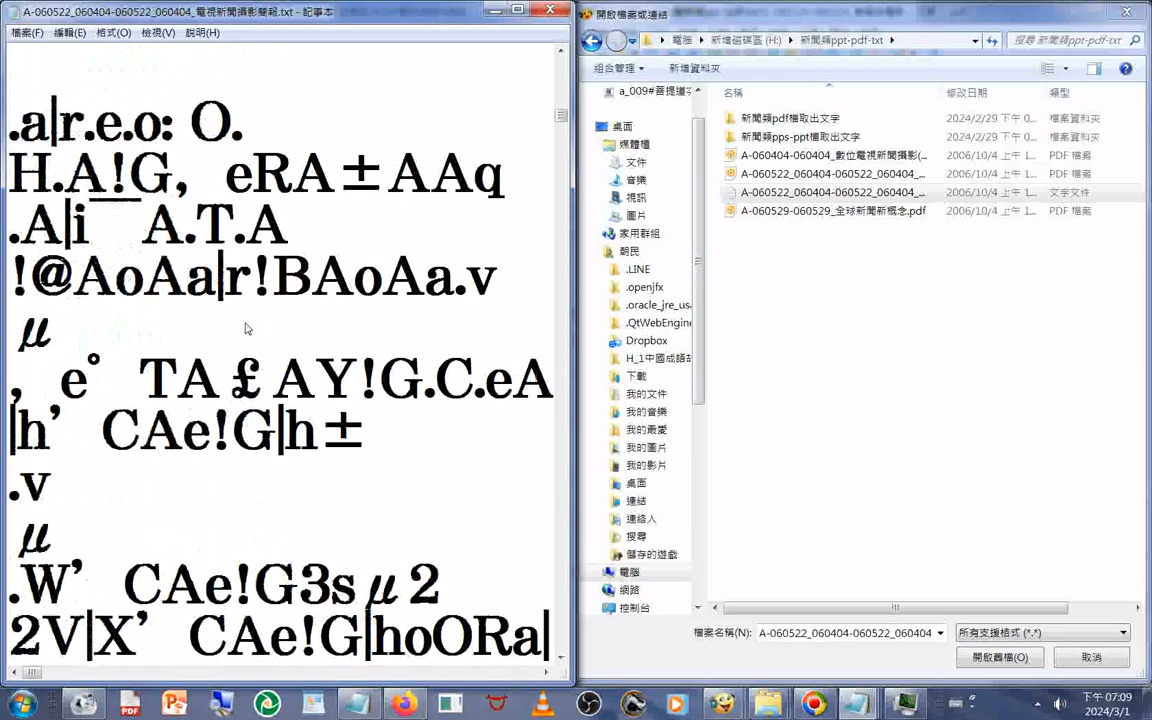 A-060522_060404-060522_060404_電視新聞攝影簡報.txt - 記事本
檔案(F) 編輯(E) 格式(O) 檢視(V) 說明(H)
.a|r.e.o: O.
H.A!G, eRA±AAq
.A|i¯A.T.A
!@AoAa|r!BAoAa.v
μ
, e° TA£AY!G.C.eA
|h’ CAe!G|h±
.v
μ
.W’ CAe!G3sμ2
2V|X’ CAe!G|hoORa|
開啟檔案或連結
電腦 ▸ 新增磁碟區 (H:) ▸ 新聞類ppt-pdf-txt ▸
搜尋 新聞類ppt-pdf-txt
組合管理 新增資料夾
a_009#菩提道次
桌面
媒體櫃
文件
音樂
視訊
圖片
家用群組
朝民
.LINE
.openjfx
.oracle_jre_usa
.QtWebEngine
Dropbox
H_1中國成語故
下載
我的文件
我的音樂
我的最愛
我的圖片
我的影片
桌面
連結
連絡人
搜尋
儲存的遊戲
電腦
網路
控制台
名稱 修改日期 類型
新聞類pdf檔取出文字 2024/2/29 下午 0... 檔案資料夾
新聞類pps-ppt檔取出文字 2024/2/29 下午 0... 檔案資料夾
A-060404-060404_數位電視新聞攝影(... 2006/10/4 上午 1... PDF 檔案
A-060522_060404-060522_060404_... 2006/10/4 上午 1... PDF 檔案
A-060522_060404-060522_060404_... 2006/10/4 上午 1... 文字文件
A-060529-060529_全球新聞新概念.pdf 2006/10/4 上午 1... PDF 檔案
檔案名稱(N): A-060522_060404-060522_060404 所有支援格式 (*.*)
開啟舊檔(O) 取消
下午 07:09
2024/3/1